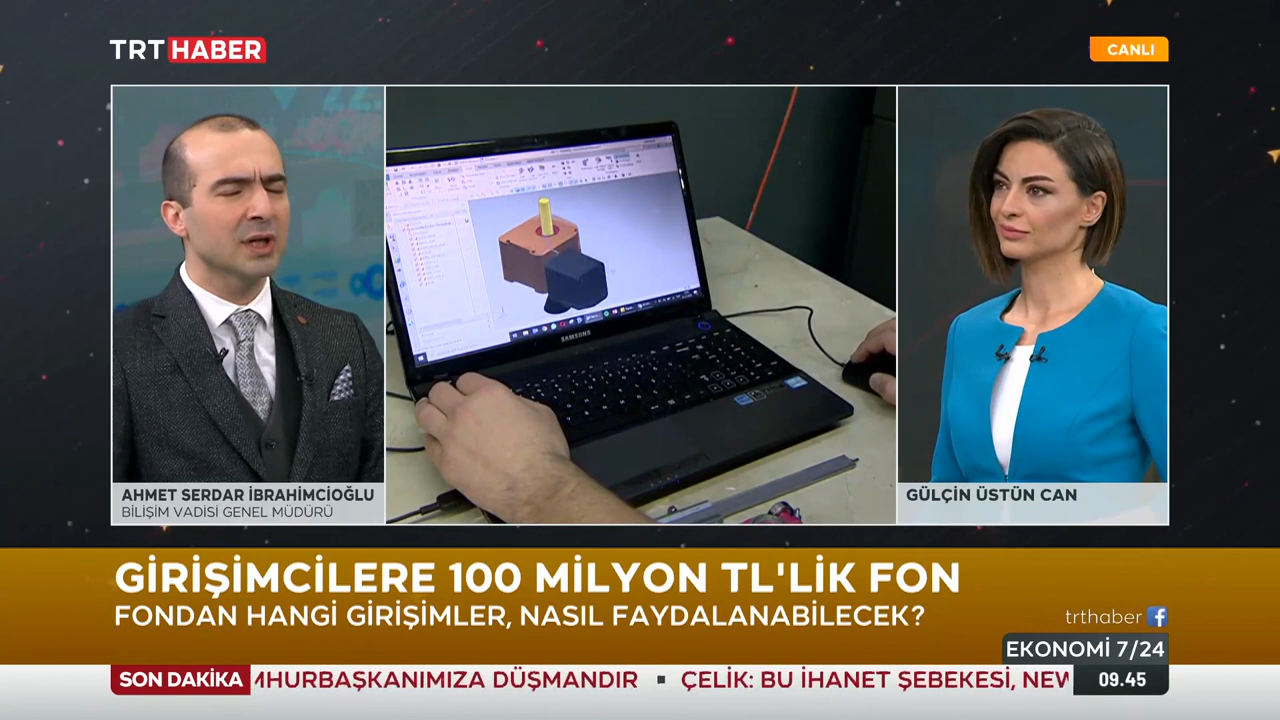 TRT HABER
CANLI
SAMSUNG
AHMET SERDAR İBRAHİMCİOĞLU
BİLİŞİM VADİSİ GENEL MÜDÜRÜ
GÜLÇİN ÜSTÜN CAN
GİRİŞİMCİLERE 100 MİLYON TL'LİK FON
FONDAN HANGİ GİRİŞİMLER, NASIL FAYDALANABİLECEK?
trthaber
EKONOMİ 7/24
SON DAKİKA MHURBAŞKANIMIZA DÜŞMANDIR ▪ ÇELİK: BU İHANET ŞEBEKESİ, NEW
09.45